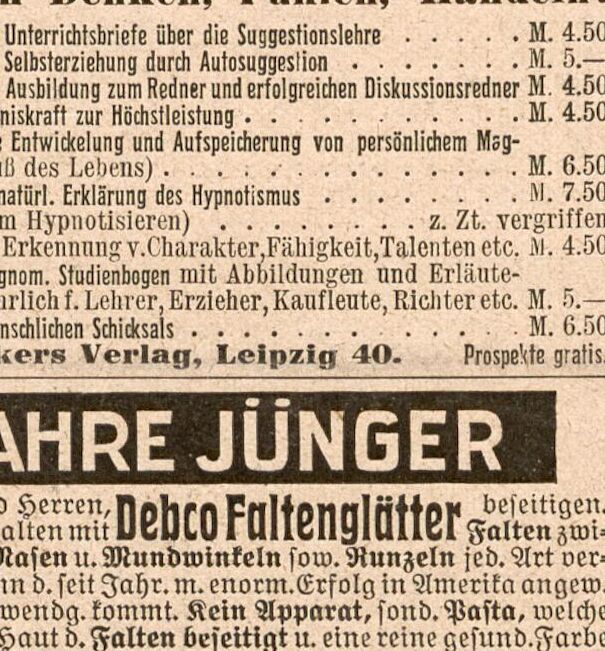 Denken, Fühlen, Handeln
Unterrichtsbriefe über die Suggestionslehre . . . . . M. 4.50
Selbsterziehung durch Autosuggestion . . . . . . . M. 5.—
Ausbildung zum Redner und erfolgreichen Diskussionsredner M. 4.50
niskraft zur Höchstleistung . . . . . . . . . . . M. 4.50
Entwickelung und Aufspeicherung von persönlichem Mag-
ß des Lebens) . . . . . . . . . . . . . . M. 6.50
natürl. Erklärung des Hypnotismus . . . . . . . . M. 7.50
m Hypnotisieren) . . . . . . . . z. Zt. vergriffen
Erkennung v. Charakter, Fähigkeit, Talenten etc. M. 4.50
gnom. Studienbogen mit Abbildungen und Erläute-
hrlich f. Lehrer, Erzieher, Kaufleute, Richter etc. M. 5.—
nschlichen Schicksals . . . . . . . . . . . . . M. 6.50
kers Verlag, Leipzig 40. Prospekte gratis.
AHRE JÜNGER
Herren, Debco Faltenglätter beseitigen.
alten mit Falten zwi-
Nasen u. Mundwinkeln sow. Runzeln jed. Art ver-
nn d. seit Jahr. m. enorm. Erfolg in Amerika angew.
wendg. kommt. Kein Apparat, sond. Pasta, welche
Haut d. Falten beseitigt u. eine reine gesund. Farbe